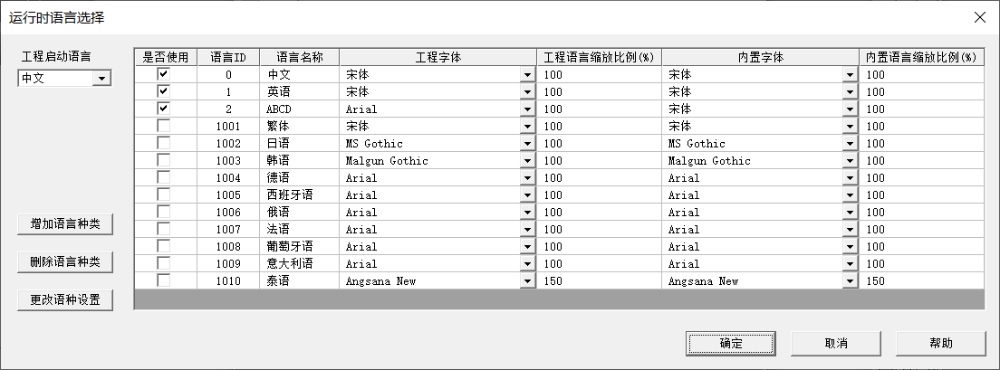 运行时语言选择
工程启动语言
中文
增加语言种类
删除语言种类
更改语种设置
是否使用 语言ID 语言名称 工程字体 工程语言缩放比例(%) 内置字体 内置语言缩放比例(%)
0 中文 宋体 100 宋体 100
1 英语 宋体 100 宋体 100
2 ABCD Arial 100 宋体 100
1001 繁体 宋体 100 宋体 100
1002 日语 MS Gothic 100 MS Gothic 100
1003 韩语 Malgun Gothic 100 Malgun Gothic 100
1004 德语 Arial 100 Arial 100
1005 西班牙语 Arial 100 Arial 100
1006 俄语 Arial 100 Arial 100
1007 法语 Arial 100 Arial 100
1008 葡萄牙语 Arial 100 Arial 100
1009 意大利语 Arial 100 Arial 100
1010 泰语 Angsana New 150 Angsana New 150
确定 取消 帮助